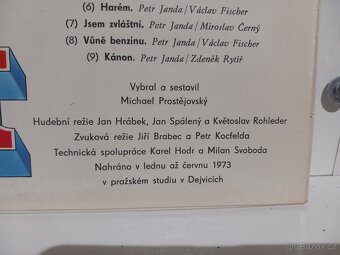 (6) Harém. Petr Janda/Václav Fischer
(7) Jsem zvláštní. Petr Janda/Miroslav Černý
(8) Vůně benzinu. Petr Janda/Václav Fischer
(9) Kánon. Petr Janda/Zdeněk Rytíř
Vybral a sestavil
Michael Prostějovský
Hudební režie Jan Hrábek, Jan Spálený a Květoslav Rohleder
Zvuková režie Jiří Brabec a Petr Kocfelda
Technická spolupráce Karel Hodr a Milan Svoboda
Nahráno v lednu až červnu 1973
v pražském studiu v Dejvicích